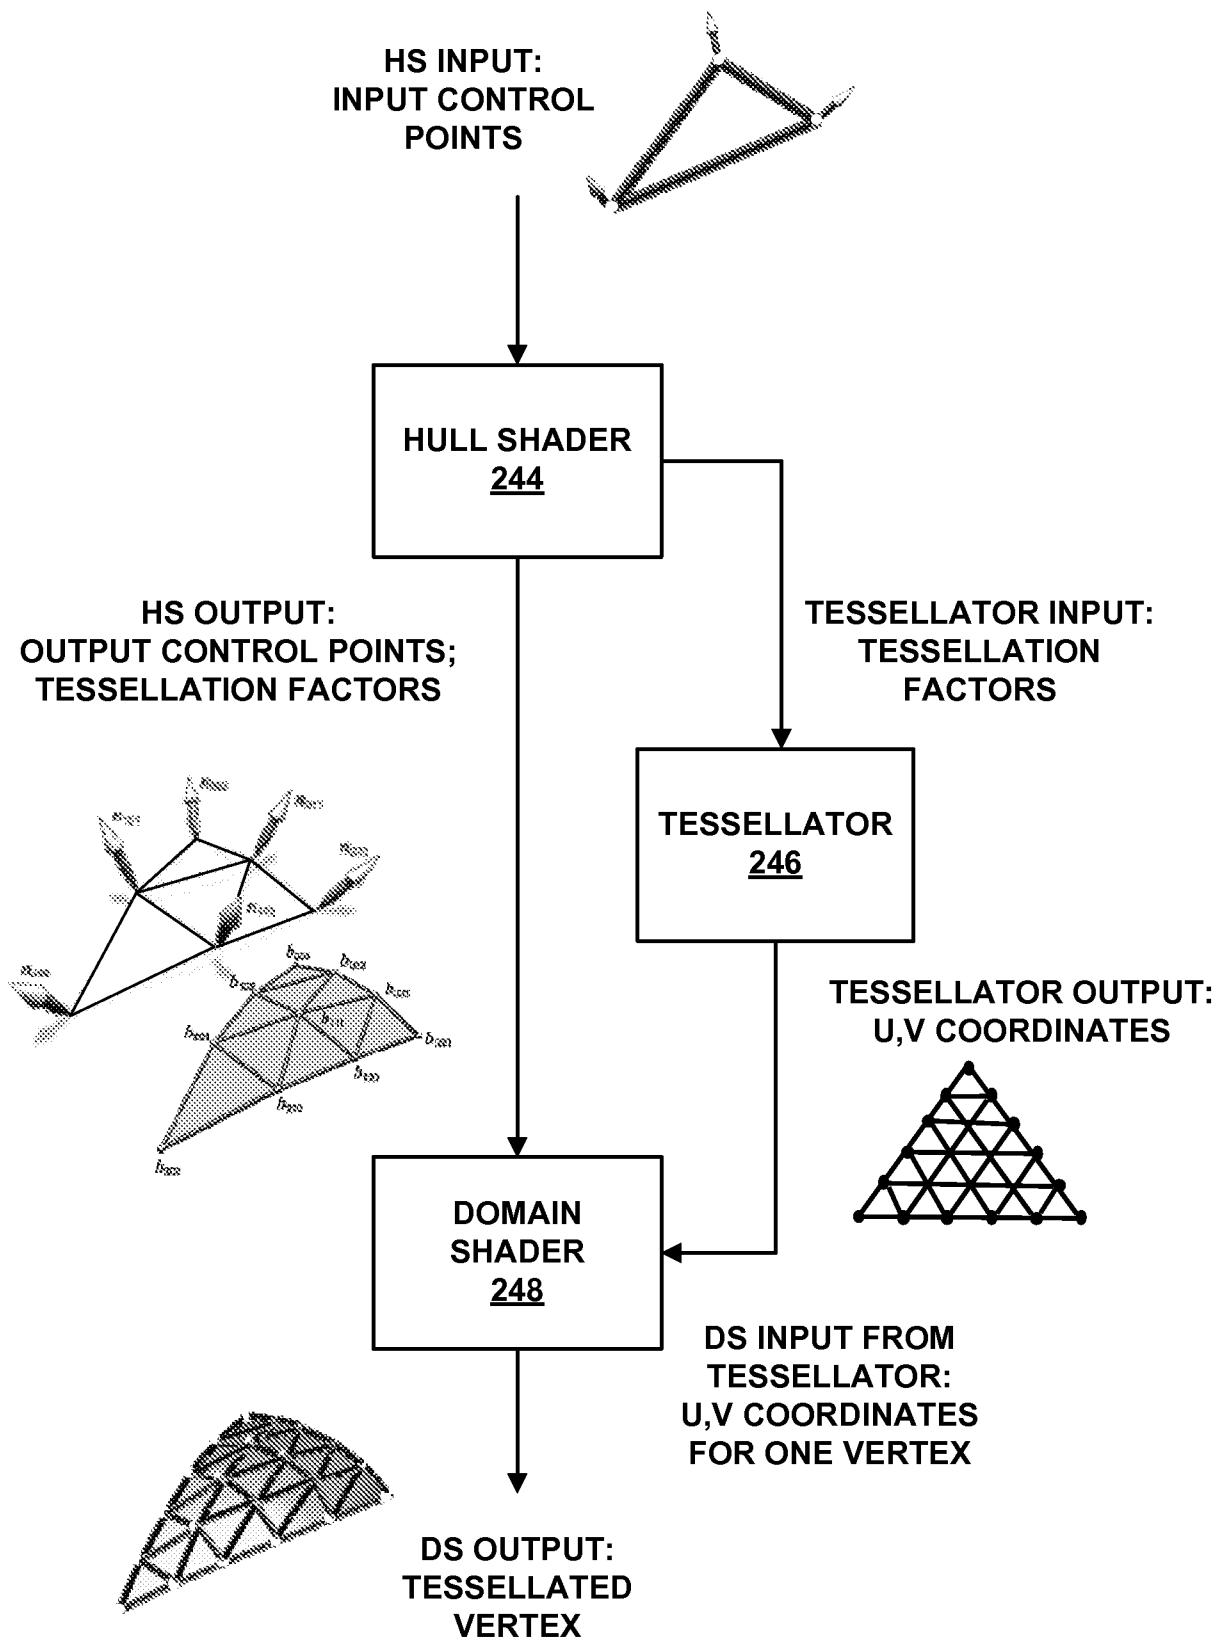 HS INPUT:
INPUT CONTROL
POINTS
HULL SHADER
244
HS OUTPUT:
OUTPUT CONTROL POINTS;
TESSELLATION FACTORS
TESSELLATOR INPUT:
TESSELLATION
FACTORS
TESSELLATOR
246
TESSELLATOR OUTPUT:
U,V COORDINATES
DOMAIN
SHADER
248
DS INPUT FROM
TESSELLATOR:
U,V COORDINATES
FOR ONE VERTEX
DS OUTPUT:
TESSELLATED
VERTEX